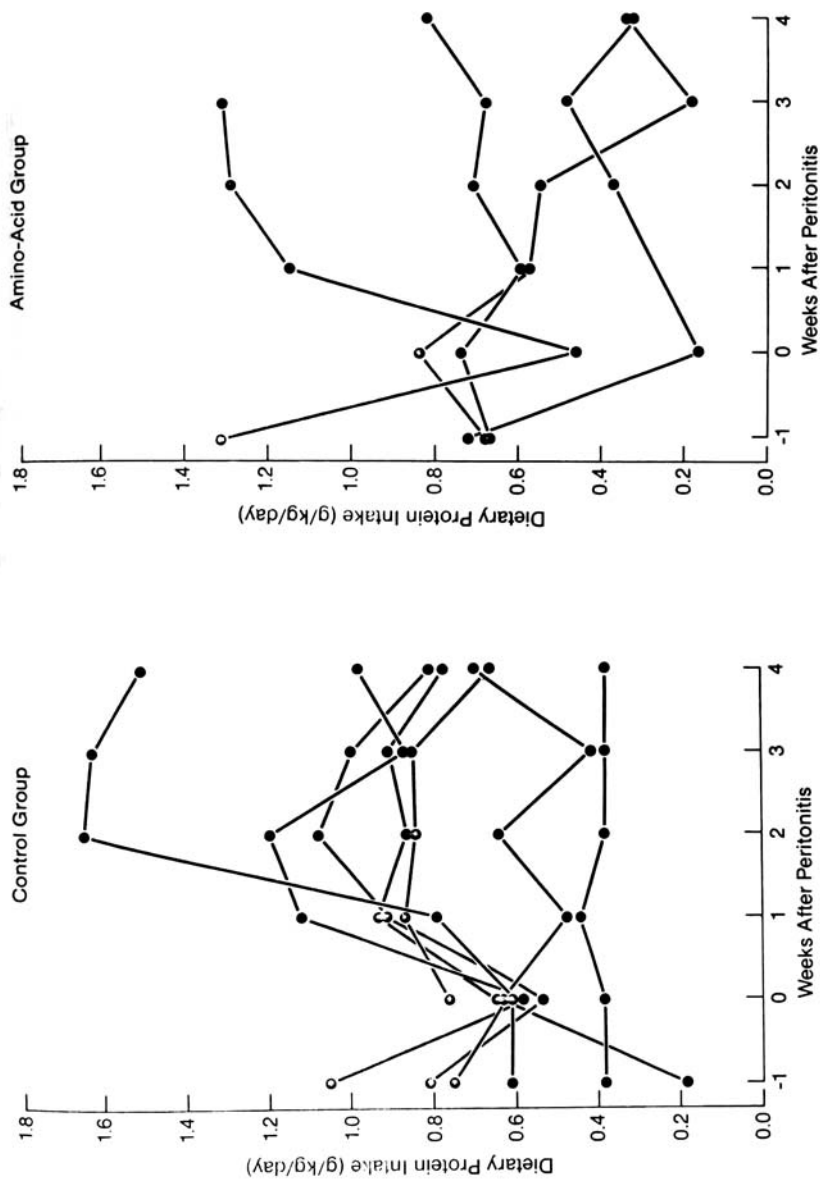 Control Group
Dietary Protein Intake (g/kg/day)
1.8
1.6
1.4
1.2
1.0
0.8
0.6
0.4
0.2
0.0
-1 0 1 2 3 4
Weeks After Peritonitis
Amino-Acid Group
Dietary Protein Intake (g/kg/day)
1.8
1.6
1.4
1.2
1.0
0.8
0.6
0.4
0.2
0.0
-1 0 1 2 3 4
Weeks After Peritonitis